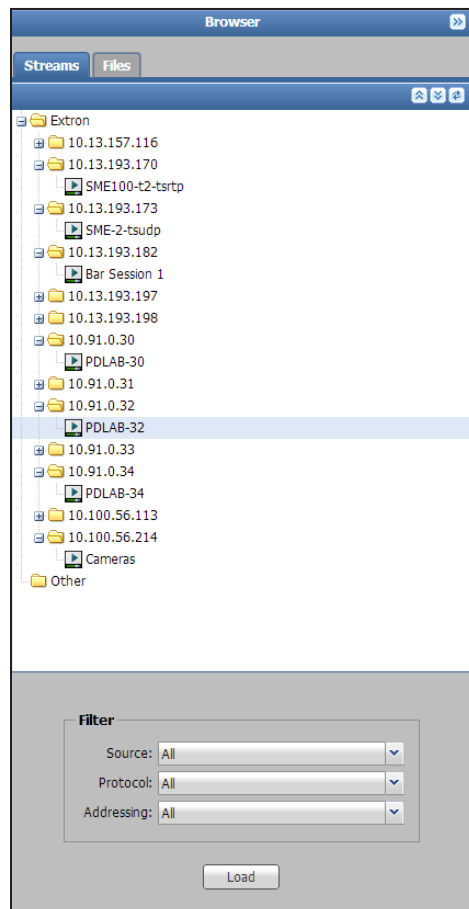 Browser
Streams Files
Extron
10.13.157.116
10.13.193.170
SME100-t2-tsrtp
10.13.193.173
SME-2-tsudp
10.13.193.182
Bar Session 1
10.13.193.197
10.13.193.198
10.91.0.30
PDLAB-30
10.91.0.31
10.91.0.32
PDLAB-32
10.91.0.33
10.91.0.34
PDLAB-34
10.100.56.113
10.100.56.214
Cameras
Other
Filter
Source: All
Protocol: All
Addressing: All
Load